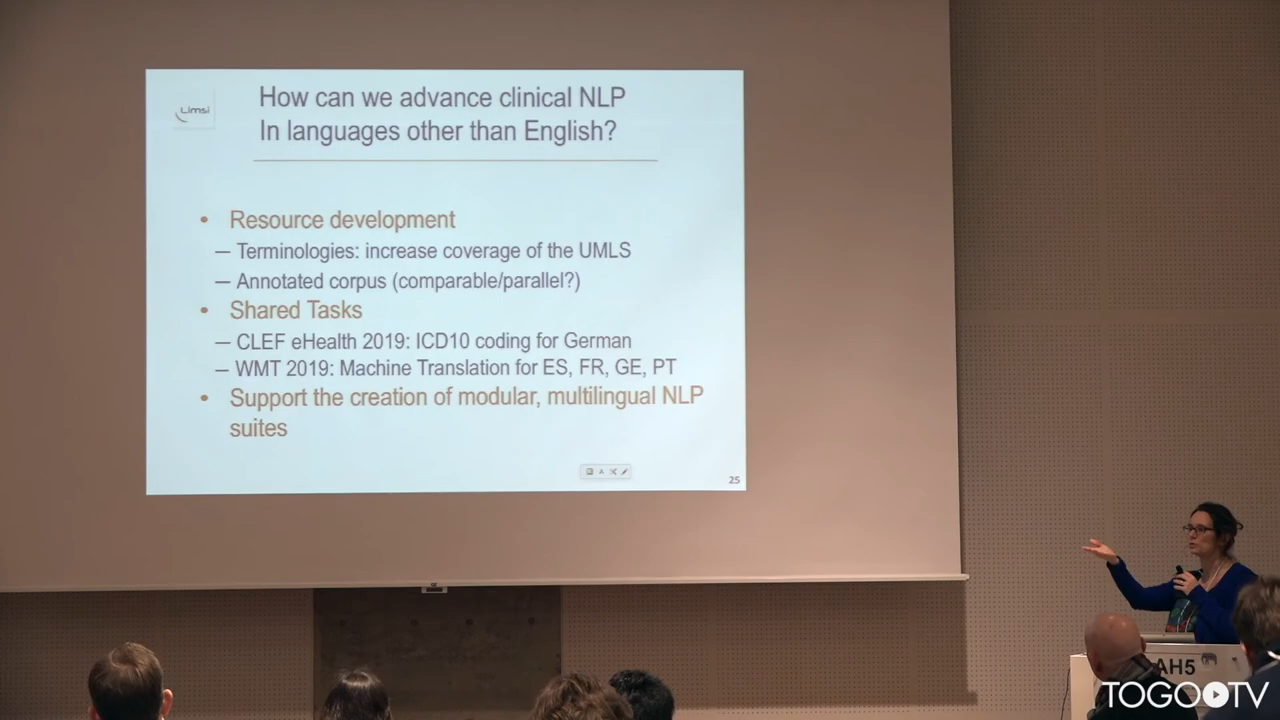 Limsi
How can we advance clinical NLP
In languages other than English?
• Resource development
— Terminologies: increase coverage of the UMLS
— Annotated corpus (comparable/parallel?)
• Shared Tasks
— CLEF eHealth 2019: ICD10 coding for German
— WMT 2019: Machine Translation for ES, FR, GE, PT
• Support the creation of modular, multilingual NLP
suites
25
AH5
TOGOTV